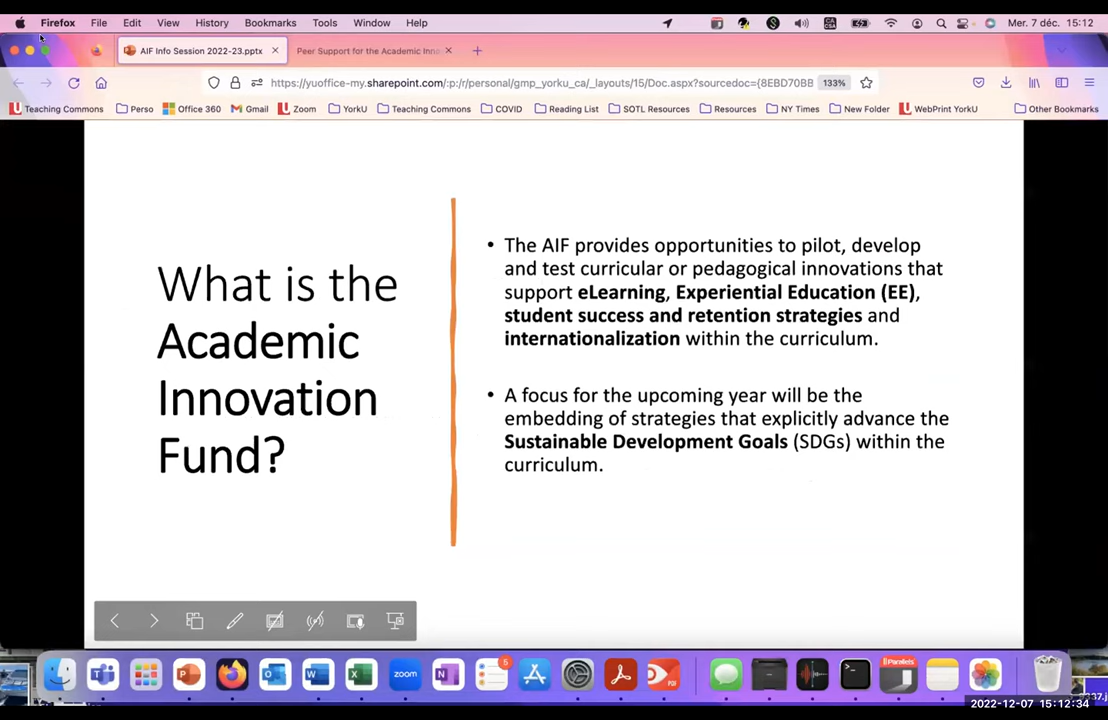 Firefox File Edit View History Bookmarks Tools Window Help Mer. 7 déc. 15:12
AIF Info Session 2022-23.pptx
Peer Support for the Academic Inno
https://yuoffice-my.sharepoint.com/:p:/r/personal/gmp_yorku_ca/_layouts/15/Doc.aspx?sourcedoc={8EBD70BB 133%
Teaching Commons Perso Office 360 Gmail Zoom YorkU Teaching Commons COVID Reading List SOTL Resources Resources NY Times New Folder WebPrint YorkU Other Bookmarks
What is the
Academic
Innovation
Fund?
• The AIF provides opportunities to pilot, develop
and test curricular or pedagogical innovations that
support eLearning, Experiential Education (EE),
student success and retention strategies and
internationalization within the curriculum.
• A focus for the upcoming year will be the
embedding of strategies that explicitly advance the
Sustainable Development Goals (SDGs) within the
curriculum.
zoom
5
Parallels
2022-12-07 15:12:34